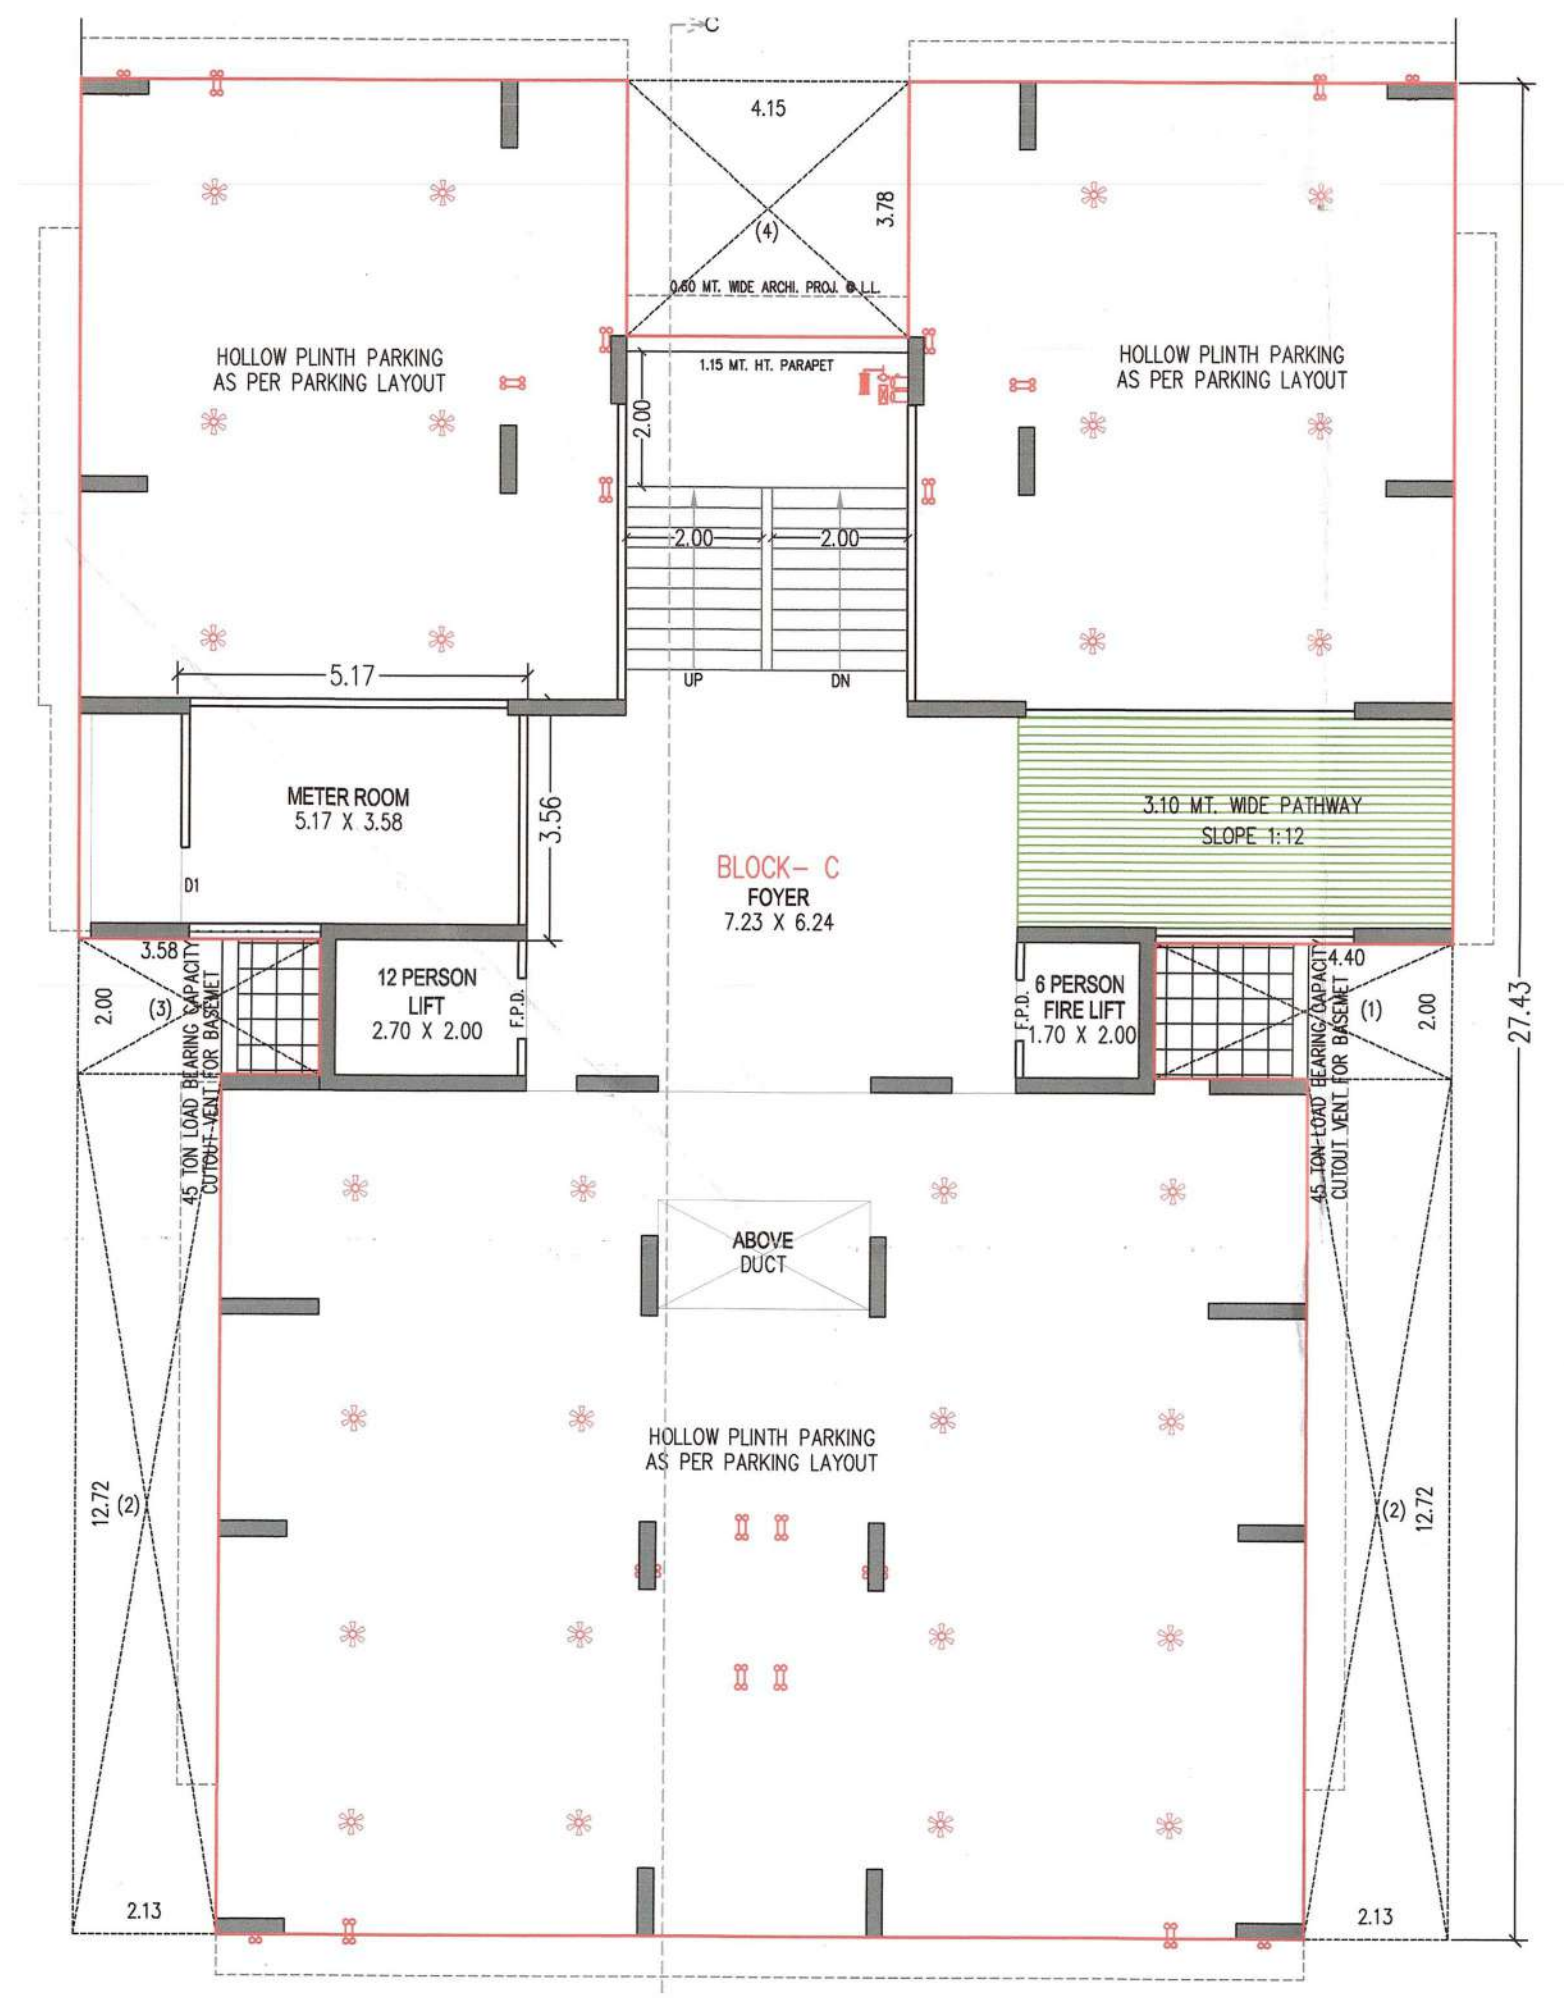 C
4.15
3.78
(4)
0.60 MT. WIDE ARCHI. PROJ. @ L.L.
HOLLOW PLINTH PARKING
AS PER PARKING LAYOUT
1.15 MT. HT. PARAPET
HOLLOW PLINTH PARKING
AS PER PARKING LAYOUT
2.00
2.00
2.00
UP
DN
5.17
METER ROOM
5.17 X 3.58
3.56
3.10 MT. WIDE PATHWAY
SLOPE 1:12
D1
BLOCK- C
FOYER
7.23 X 6.24
3.58
2.00
(3)
45 TON LOAD BEARING CAPACITY
CUTOUT VENT FOR BASEMET
12 PERSON
LIFT
2.70 X 2.00
F.P.D.
F.P.D.
6 PERSON
FIRE LIFT
1.70 X 2.00
4.40
(1)
2.00
45 TON LOAD BEARING CAPACITY
CUTOUT VENT FOR BASEMET
27.43
ABOVE
DUCT
HOLLOW PLINTH PARKING
AS PER PARKING LAYOUT
12.72
(2)
(2)
12.72
2.13
2.13